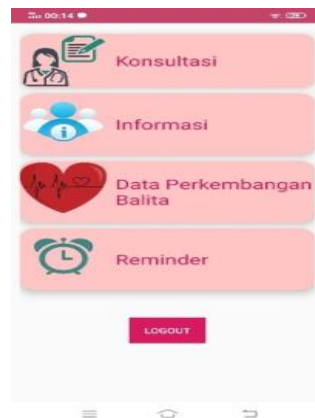 00:14
Konsultasi
Informasi
Data Perkembangan
Balita
Reminder
LOGOUT